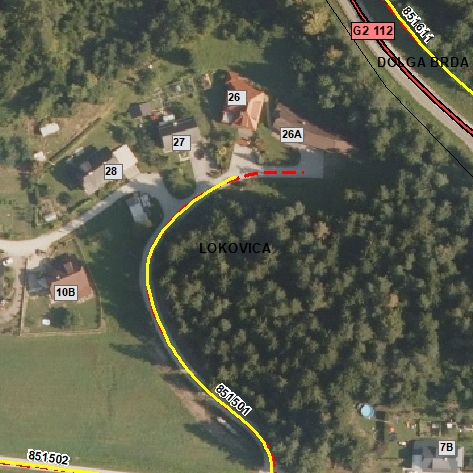 851611
G2 112
DOLGA BRDA
26
26A
27
28
LOKOVICA
10B
851501
851502
7B